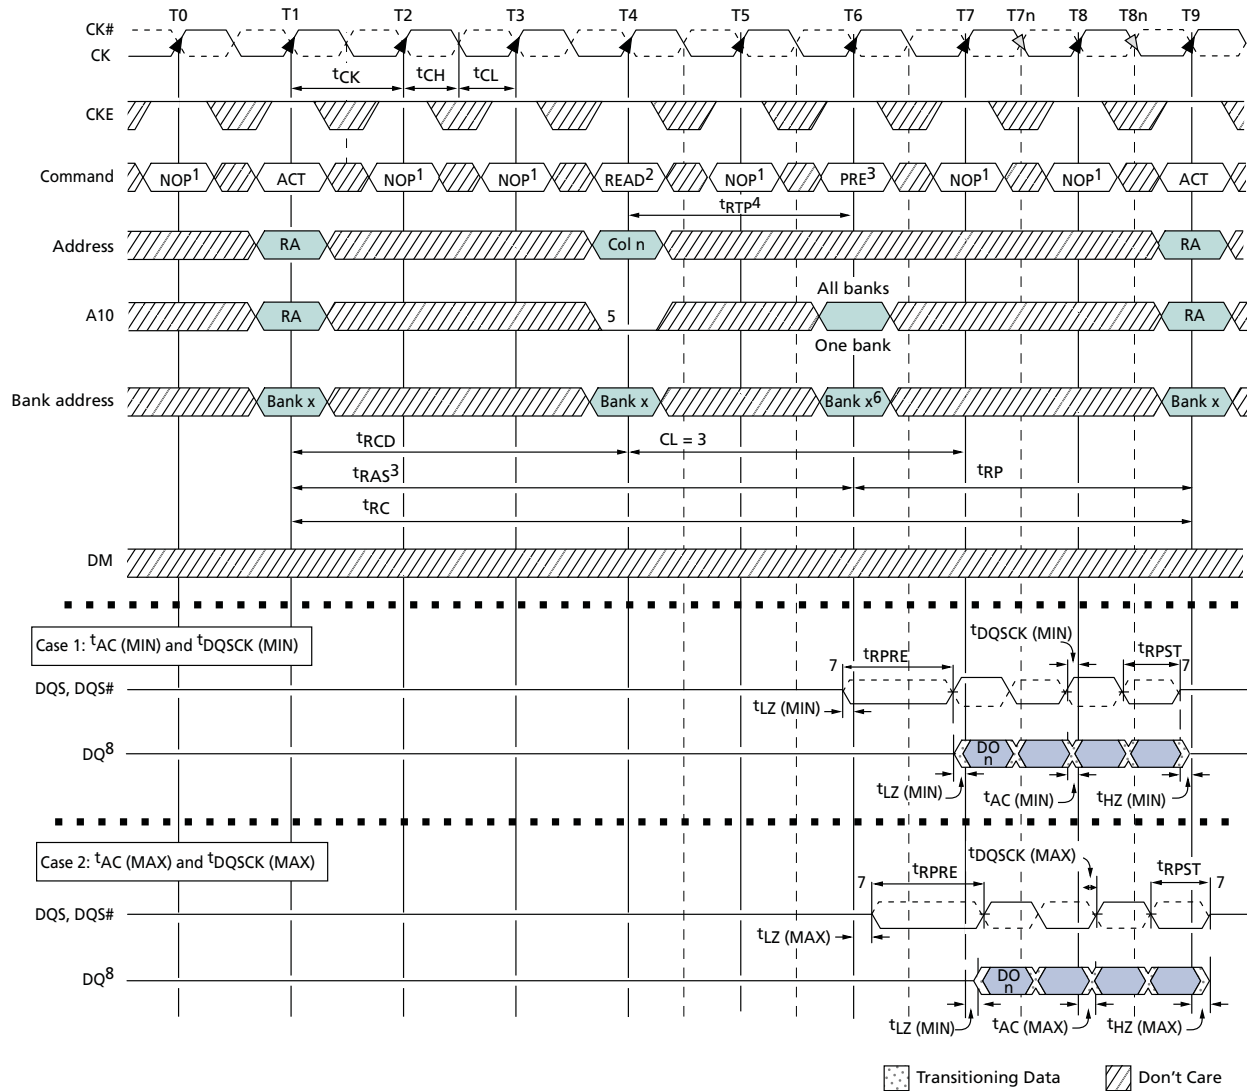 T0 T1 T2 T3 T4 T5 T6 T7 T7n T8 T8n T9
CK#
CK
tCK tCH tCL
CKE
Command NOP1 ACT NOP1 NOP1 READ2 NOP1 PRE3 NOP1 NOP1 ACT
tRTP4
Address RA Col n RA
All banks
A10 RA 5 RA
One bank
Bank address Bank x Bank x Bank x6 Bank x
tRCD CL = 3
tRAS3 tRP
tRC
DM
Case 1: tAC (MIN) and tDQSCK (MIN)
tDQSCK (MIN)
7 tRPRE tRPST 7
DQS, DQS#
tLZ (MIN)
DQ8 DO n
tLZ (MIN) tAC (MIN) tHZ (MIN)
Case 2: tAC (MAX) and tDQSCK (MAX)
tDQSCK (MAX)
7 tRPRE tRPST 7
DQS, DQS#
tLZ (MAX)
DQ8 DO n
tLZ (MIN) tAC (MAX) tHZ (MAX)
Transitioning Data Don't Care